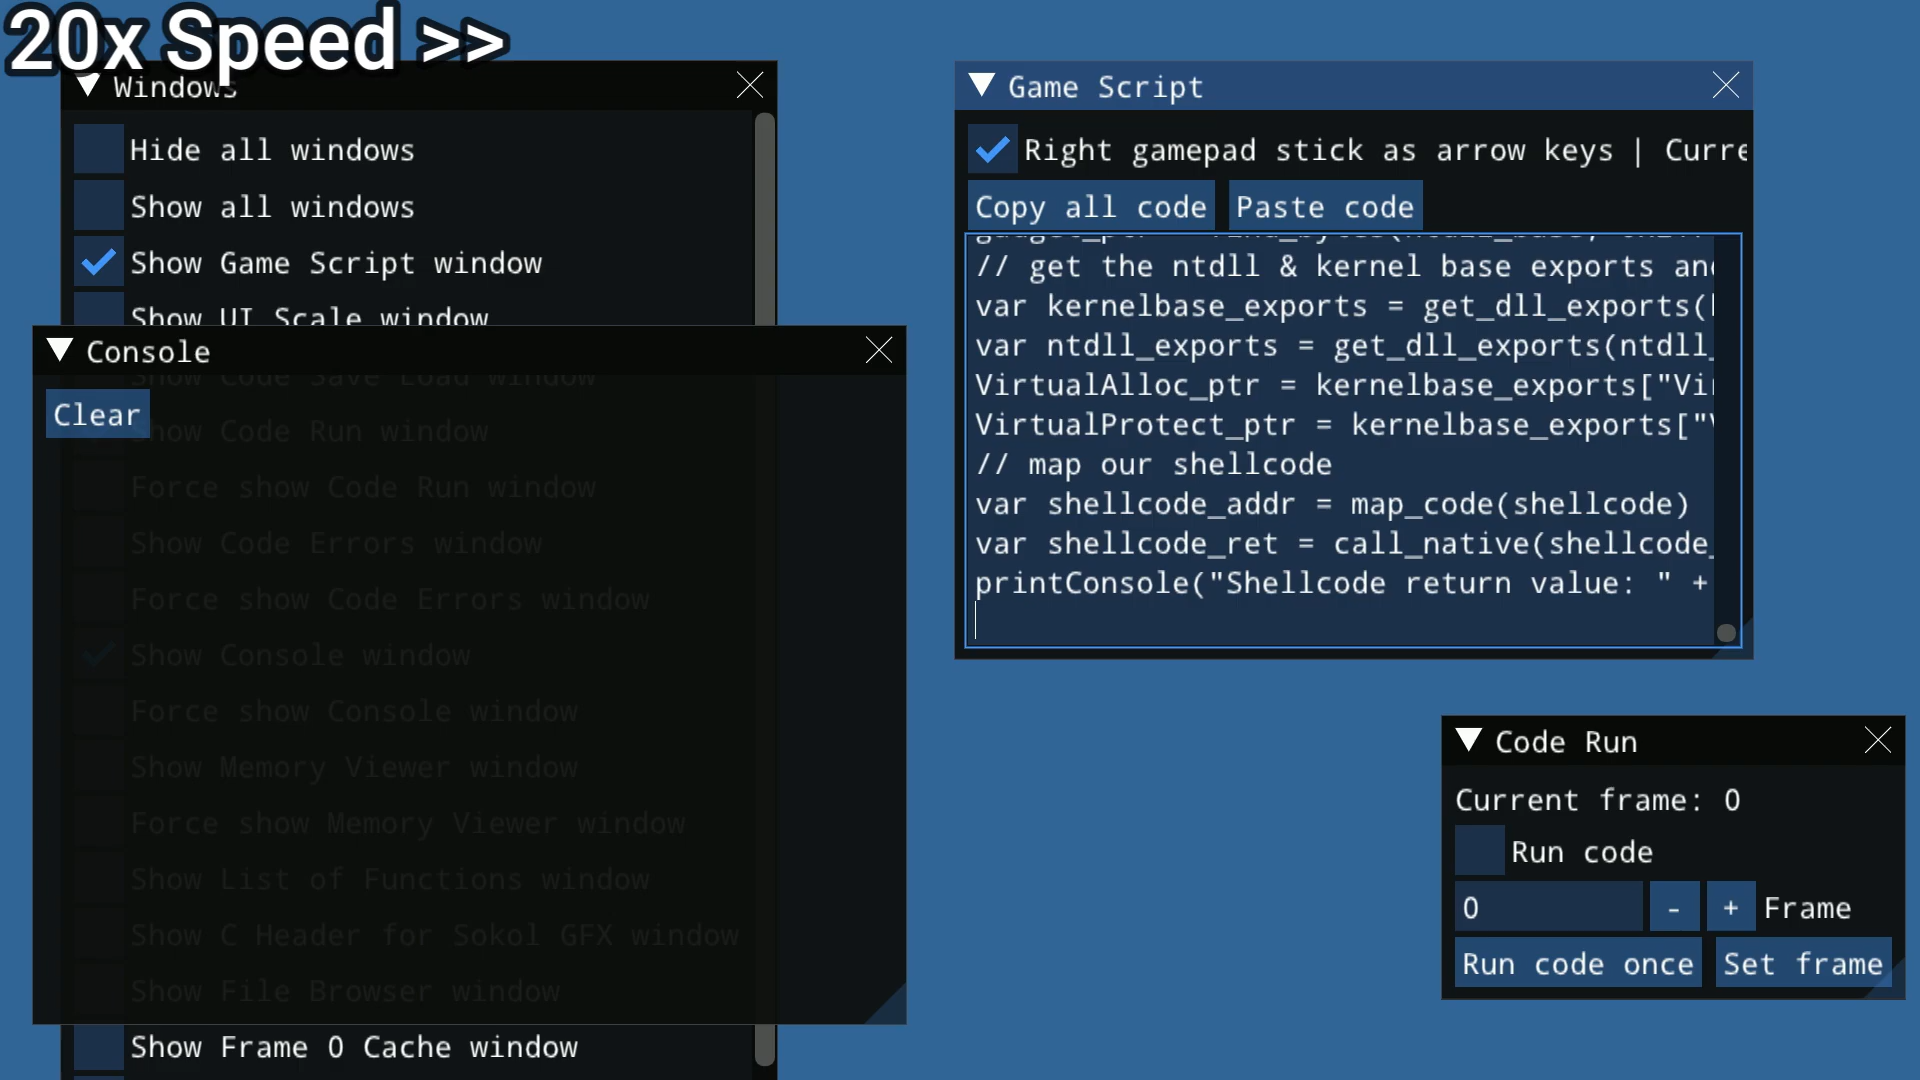 20x Speed >>
Windows
Hide all windows
Show all windows
Show Game Script window
Show UI Scale window
Console
Show Code Save Load window
Clear
Show Code Run window
Force show Code Run window
Show Code Errors window
Force show Code Errors window
Show Console window
Force show Console window
Show Memory Viewer window
Force show Memory Viewer window
Show List of Functions window
Show C Header for Sokol GFX window
Show File Browser window
Show Frame 0 Cache window
Game Script
Right gamepad stick as arrow keys | Curre
Copy all code Paste code
// get the ntdll & kernel base exports and
var kernelbase_exports = get_dll_exports(
var ntdll_exports = get_dll_exports(ntdll_
VirtualAlloc_ptr = kernelbase_exports["Vir
VirtualProtect_ptr = kernelbase_exports["V
// map our shellcode
var shellcode_addr = map_code(shellcode)
var shellcode_ret = call_native(shellcode_
printConsole("Shellcode return value: " +
Code Run
Current frame: 0
Run code
0 - + Frame
Run code once Set frame